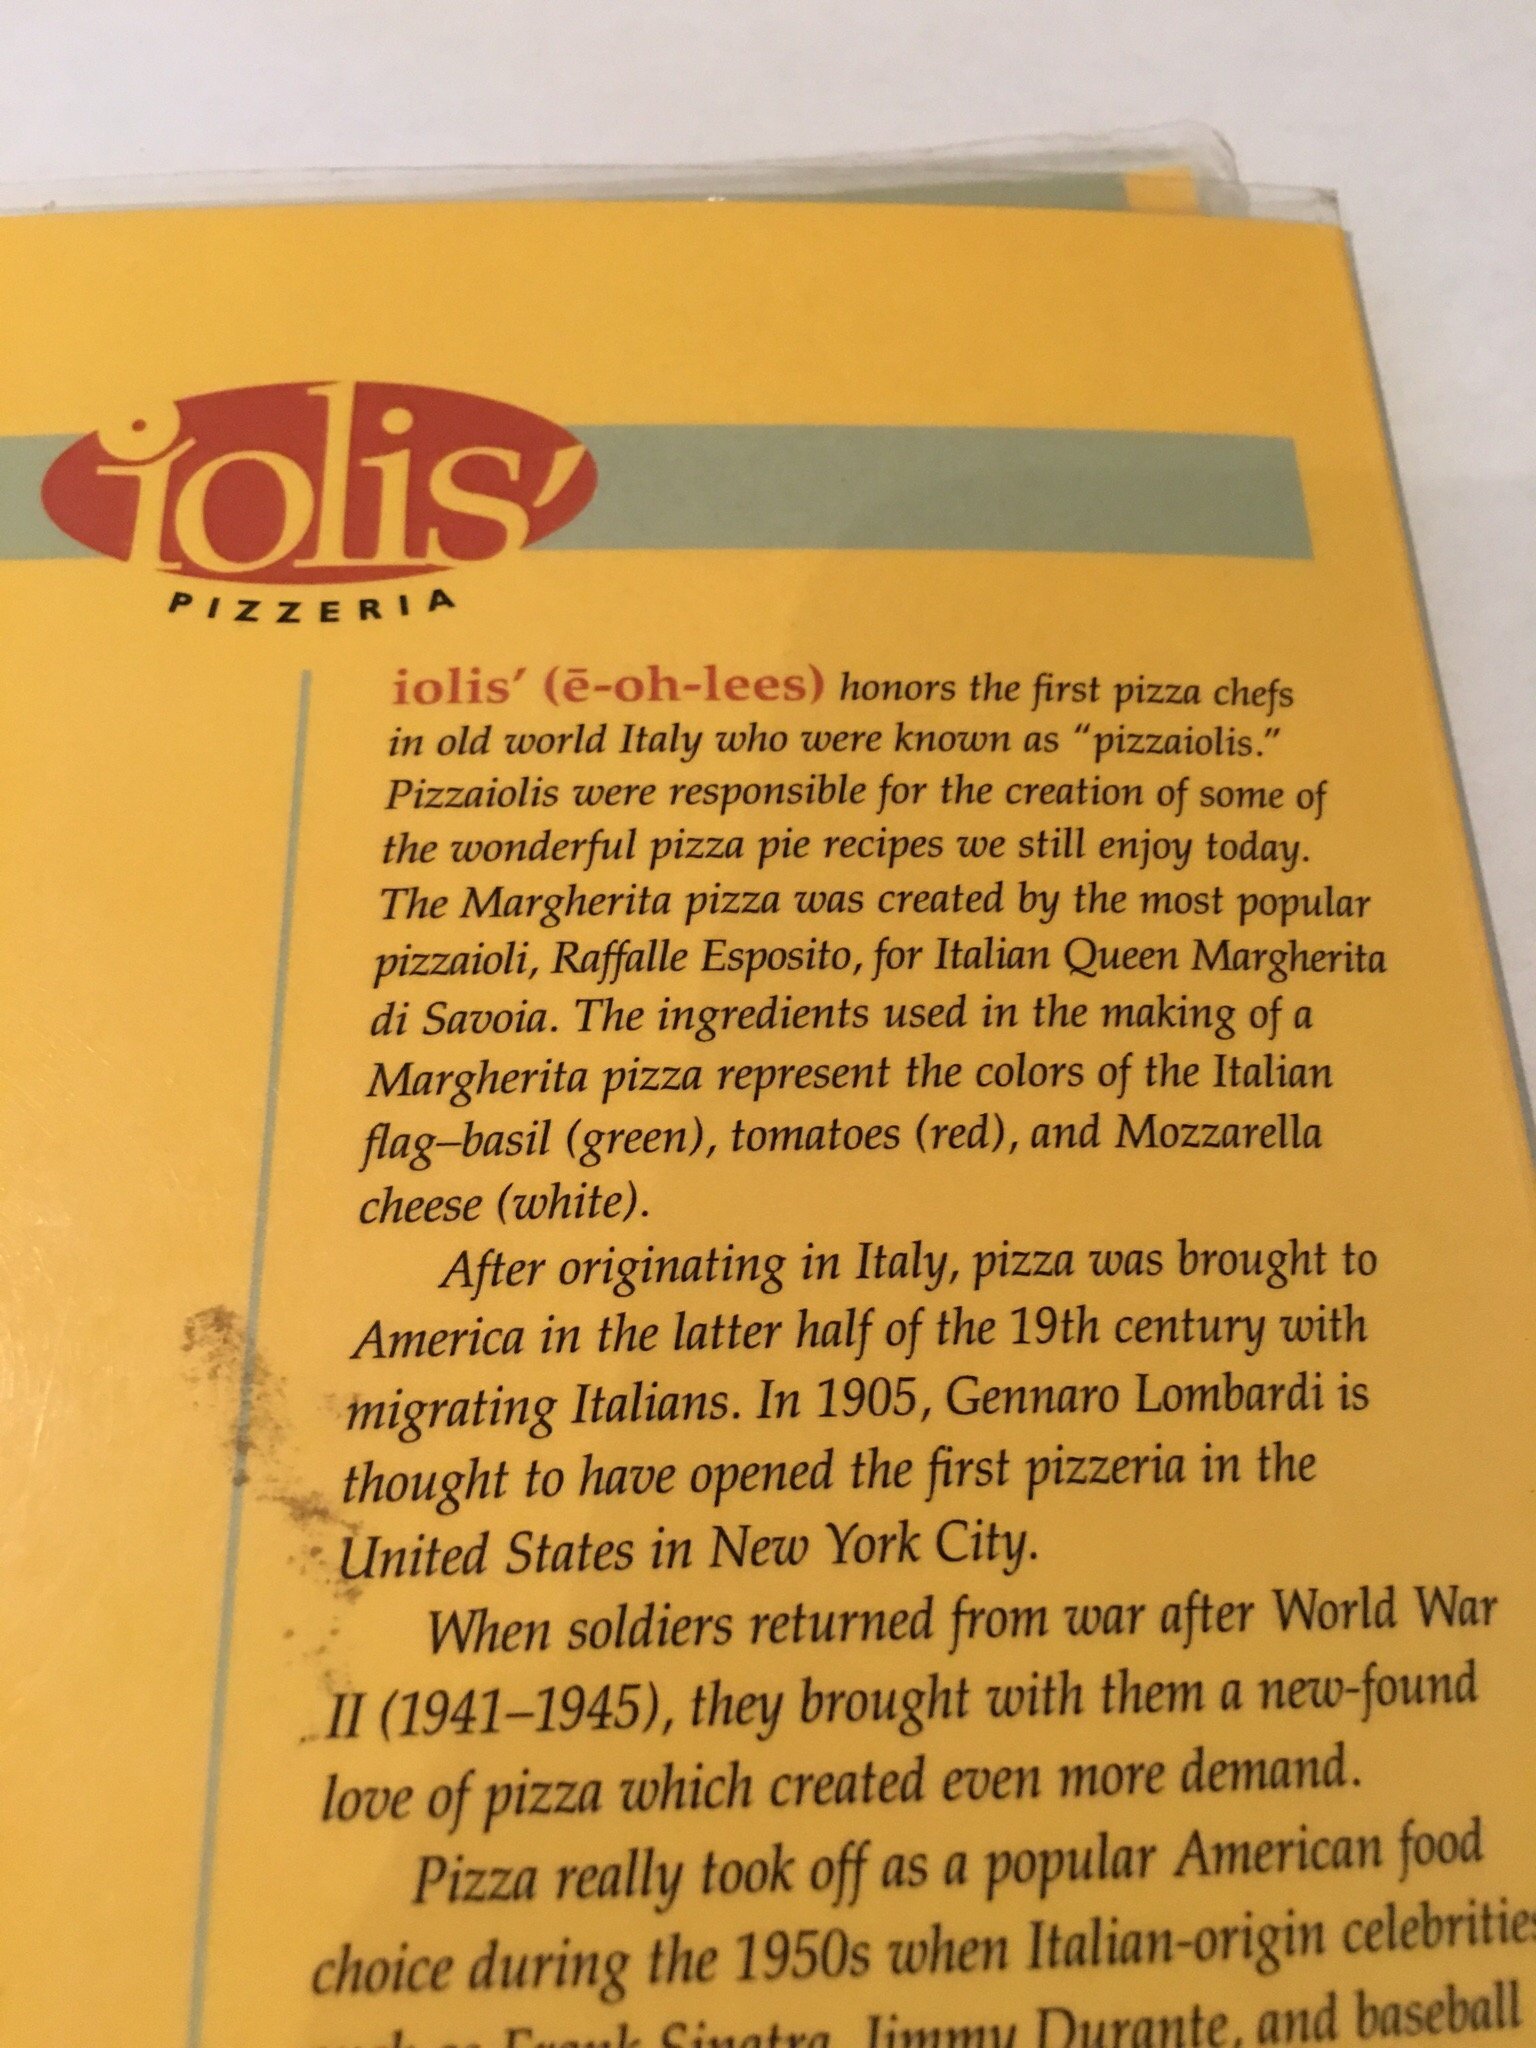 iolis'
PIZZERIA
iolis' (ē-oh-lees) honors the first pizza chefs
in old world Italy who were known as “pizzaiolis.”
Pizzaiolis were responsible for the creation of some of
the wonderful pizza pie recipes we still enjoy today.
The Margherita pizza was created by the most popular
pizzaioli, Raffalle Esposito, for Italian Queen Margherita
di Savoia. The ingredients used in the making of a
Margherita pizza represent the colors of the Italian
flag–basil (green), tomatoes (red), and Mozzarella
cheese (white).
After originating in Italy, pizza was brought to
America in the latter half of the 19th century with
migrating Italians. In 1905, Gennaro Lombardi is
thought to have opened the first pizzeria in the
United States in New York City.
When soldiers returned from war after World War
II (1941–1945), they brought with them a new-found
love of pizza which created even more demand.
Pizza really took off as a popular American food
choice during the 1950s when Italian-origin celebrities
such as Frank Sinatra, Jimmy Durante, and baseball